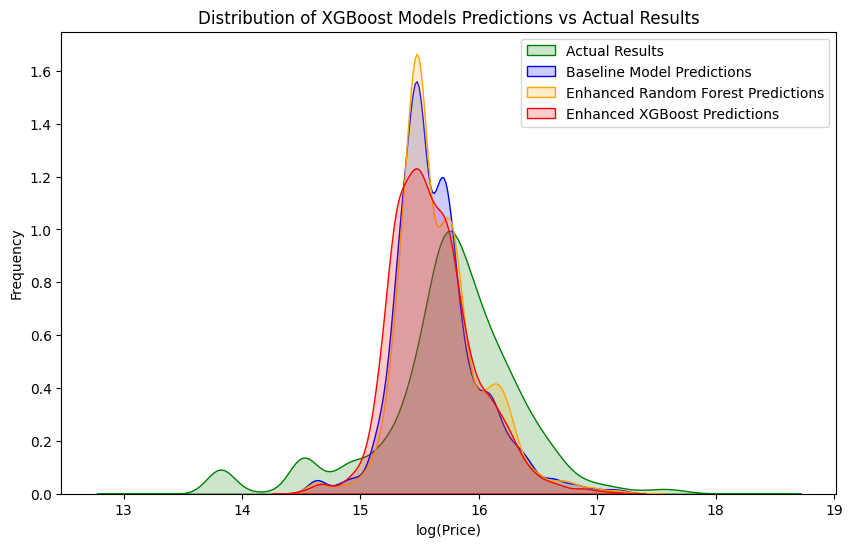 Distribution of XGBoost Models Predictions vs Actual Results
Actual Results
Baseline Model Predictions
Enhanced Random Forest Predictions
Enhanced XGBoost Predictions
Frequency
1.6
1.4
1.2
1.0
0.8
0.6
0.4
0.2
0.0
13 14 15 16 17 18 19
log(Price)